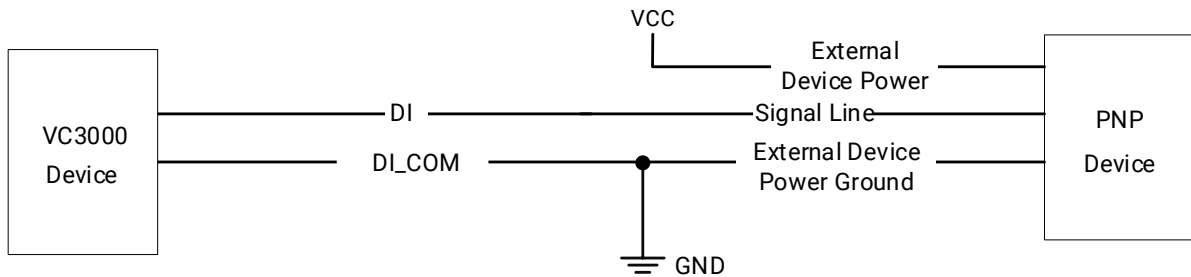 VCC
External
Device Power
VC3000
Device
DI
Signal Line
PNP
Device
DI_COM
External Device
Power Ground
GND